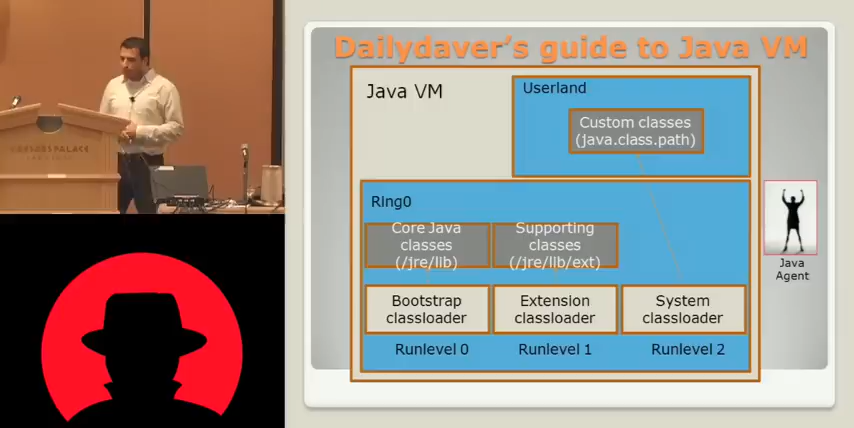 CAESARS PALACE
Dailydaver's guide to Java VM
Java VM
Userland
Custom classes
(java.class.path)
Ring0
Core Java
classes
(/jre/lib)
Supporting
classes
(/jre/lib/ext)
Bootstrap
classloader
Extension
classloader
System
classloader
Runlevel 0
Runlevel 1
Runlevel 2
Java
Agent